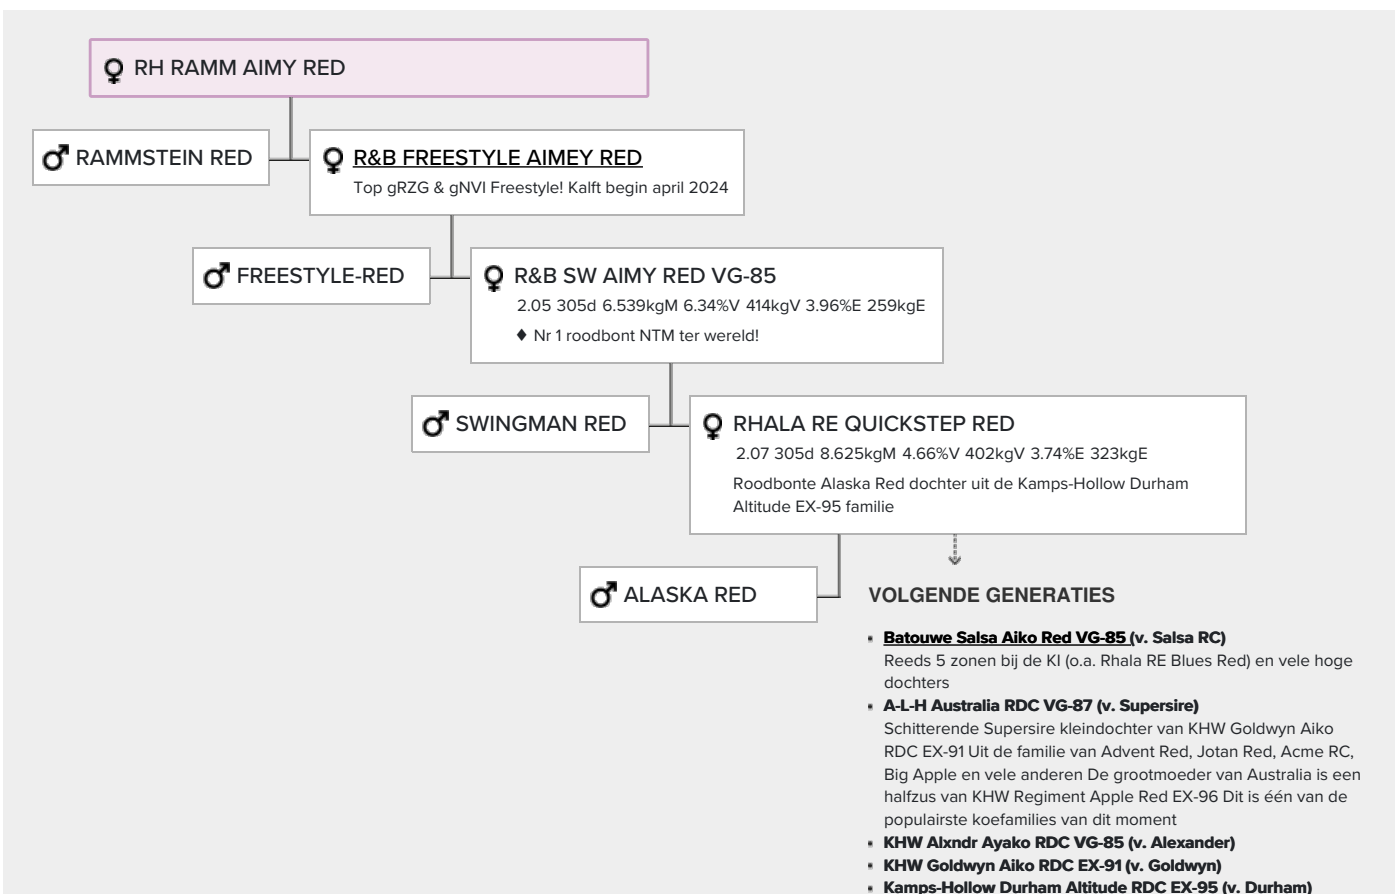 RH RAMM AIMY RED
RAMMSTEIN RED
R&B FREESTYLE AIMEY RED
Top gRZG & gNVI Freestyle! Kalft begin april 2024
FREESTYLE-RED
R&B SW AIMY RED VG-85
2.05 305d 6.539kgM 6.34%V 414kgV 3.96%E 259kgE
♦ Nr 1 roodbont NTM ter wereld!
SWINGMAN RED
RHALA RE QUICKSTEP RED
2.07 305d 8.625kgM 4.66%V 402kgV 3.74%E 323kgE
Roodbonte Alaska Red dochter uit de Kamps-Hollow Durham
Altitude EX-95 familie
ALASKA RED
VOLGENDE GENERATIES
Batouwe Salsa Aiko Red VG-85 (v. Salsa RC)
Reeds 5 zonen bij de KI (o.a. Rhala RE Blues Red) en vele hoge
dochters
A-L-H Australia RDC VG-87 (v. Supersire)
Schitterende Supersire kleindochter van KHW Goldwyn Aiko
RDC EX-91 Uit de familie van Advent Red, Jotan Red, Acme RC,
Big Apple en vele anderen De grootmoeder van Australia is een
halfzus van KHW Regiment Apple Red EX-96 Dit is één van de
populairste koefamilies van dit moment
KHW Alxndr Ayako RDC VG-85 (v. Alexander)
KHW Goldwyn Aiko RDC EX-91 (v. Goldwyn)
Kamps-Hollow Durham Altitude RDC EX-95 (v. Durham)